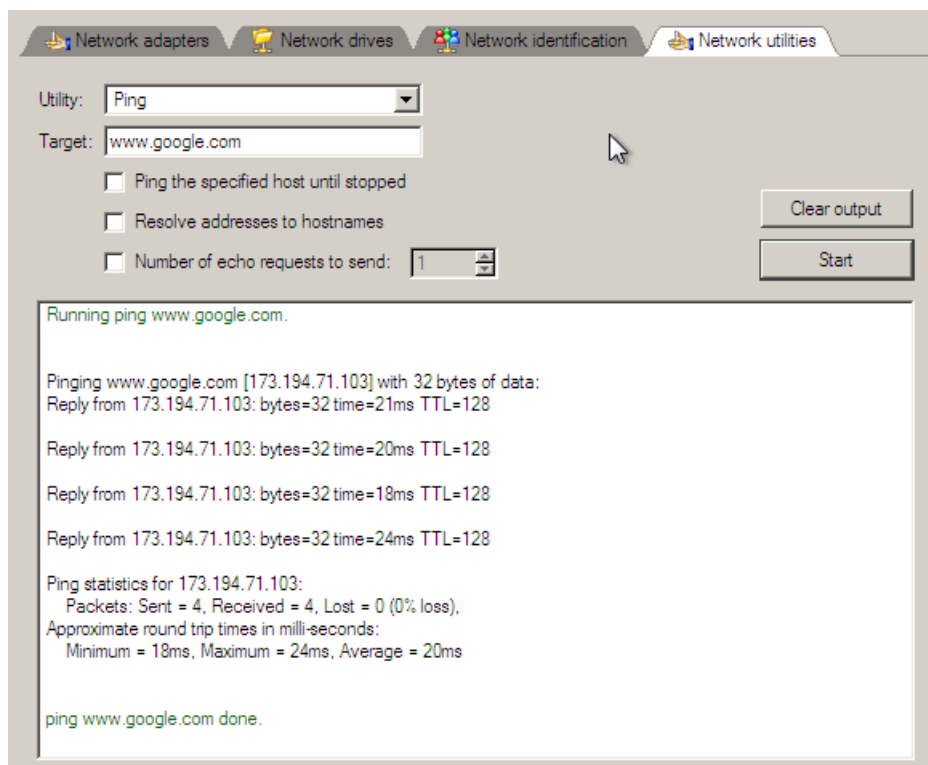 Network adapters Network drives Network identification Network utilities
Utility: Ping
Target: www.google.com
Ping the specified host until stopped
Resolve addresses to hostnames
Clear output
Number of echo requests to send: 1
Start
Running ping www.google.com.
Pinging www.google.com [173.194.71.103] with 32 bytes of data:
Reply from 173.194.71.103: bytes=32 time=21ms TTL=128
Reply from 173.194.71.103: bytes=32 time=20ms TTL=128
Reply from 173.194.71.103: bytes=32 time=18ms TTL=128
Reply from 173.194.71.103: bytes=32 time=24ms TTL=128
Ping statistics for 173.194.71.103:
Packets: Sent = 4, Received = 4, Lost = 0 (0% loss),
Approximate round trip times in milli-seconds:
Minimum = 18ms, Maximum = 24ms, Average = 20ms
ping www.google.com done.